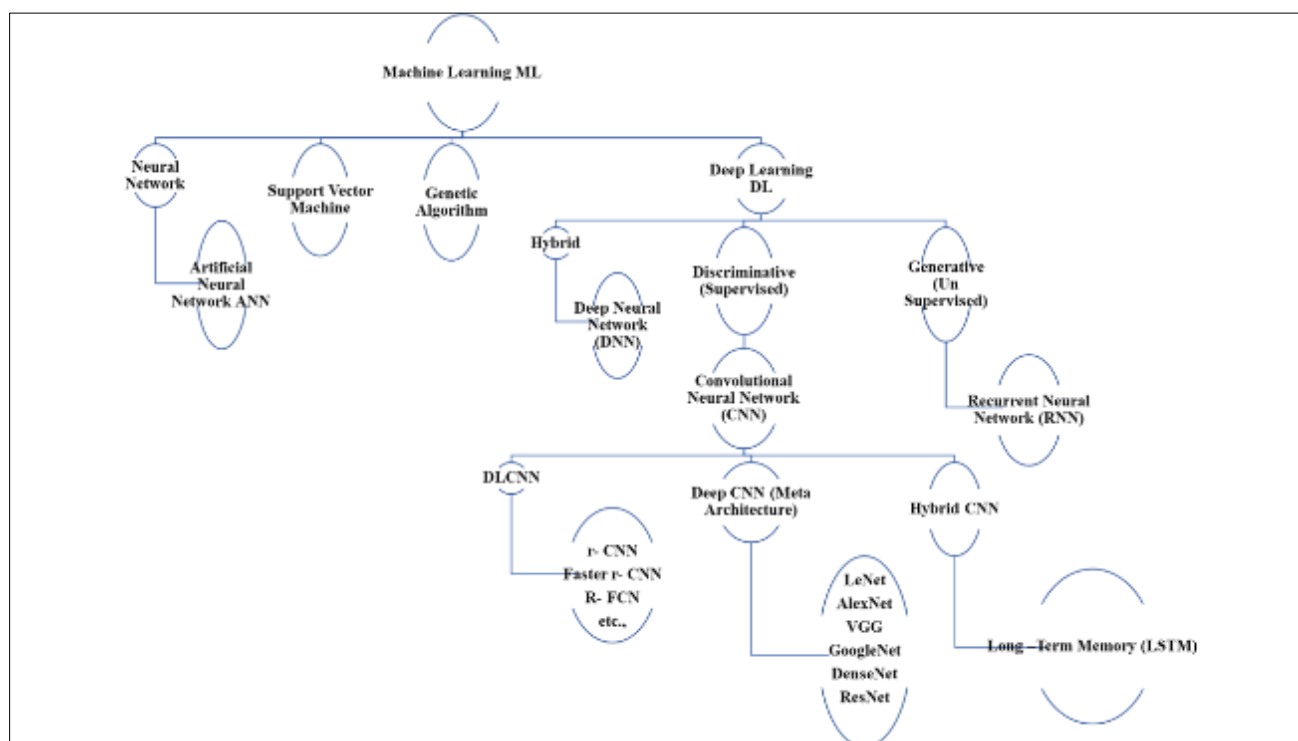 Machine Learning ML
Neural
Network
Support Vector
Machine
Genetic
Algorithm
Deep Learning
DL
Artificial
Neural
Network ANN
Hybrid
Discriminative
(Supervised)
Generative
(Un
Supervised)
Deep Neural
Network
(DNN)
Convolutional
Neural Network
(CNN)
Recurrent Neural
Network (RNN)
DLCNN
Deep CNN (Meta
Architecture)
Hybrid CNN
r- CNN
Faster r- CNN
R- FCN
etc.,
LeNet
AlexNet
VGG
GoogleNet
DenseNet
ResNet
Long –Term Memory (LSTM)